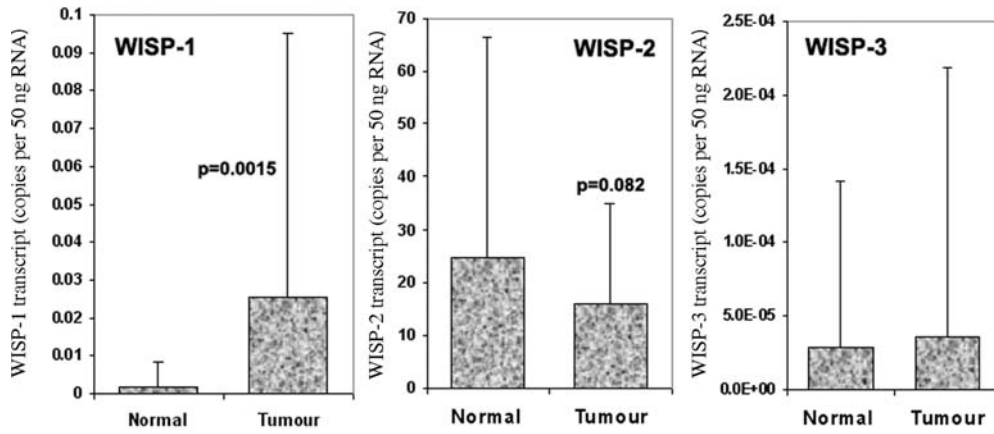 WISP-1 transcript (copies per 50 ng RNA)
0.1
0.09
0.08
0.07
0.06
0.05
0.04
0.03
0.02
0.01
0
WISP-1
p=0.0015
Normal Tumour
WISP-2 transcript (copies per 50 ng RNA)
70
60
50
40
30
20
10
0
WISP-2
p=0.082
Normal Tumour
WISP-3 transcript (copies per 50 ng RNA)
2.5E-04
2.0E-04
1.5E-04
1.0E-04
5.0E-05
0.0E+00
WISP-3
Normal Tumour